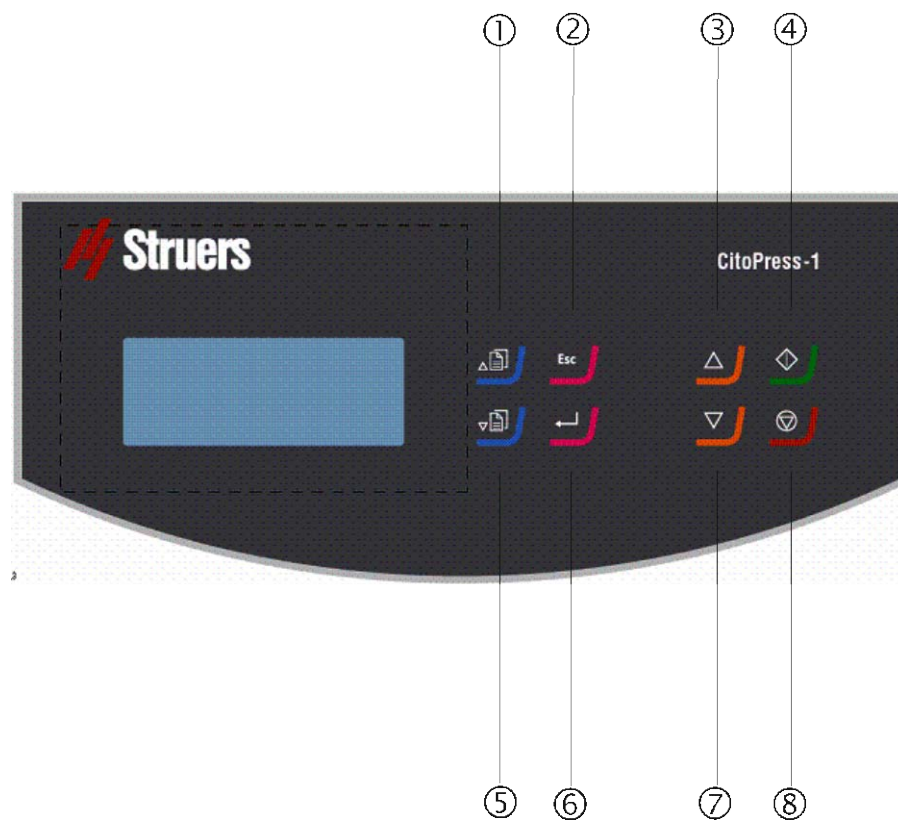 ① ② ③ ④
Struers
CitoPress-1
Esc
⑤ ⑥ ⑦ ⑧